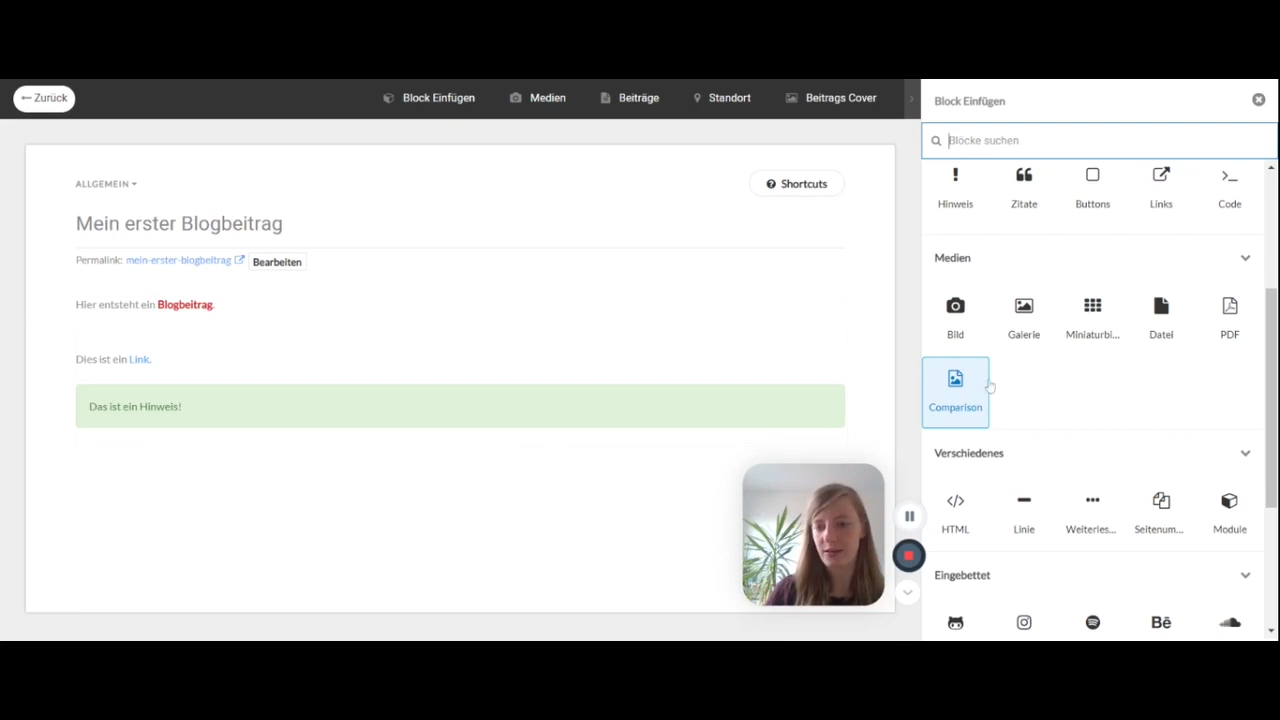 ← Zurück
Block Einfügen
Medien
Beiträge
Standort
Beitrags Cover
Block Einfügen
Blöcke suchen
ALLGEMEIN
Shortcuts
Mein erster Blogbeitrag
Permalink: mein-erster-blogbeitrag Bearbeiten
Hier entsteht ein Blogbeitrag.
Dies ist ein Link.
Das ist ein Hinweis!
Hinweis
Zitate
Buttons
Links
Code
Medien
Bild
Galerie
Miniaturbi...
Datei
PDF
Comparison
Verschiedenes
HTML
Linie
Weiterles...
Seitenum...
Module
Eingebettet
Bē